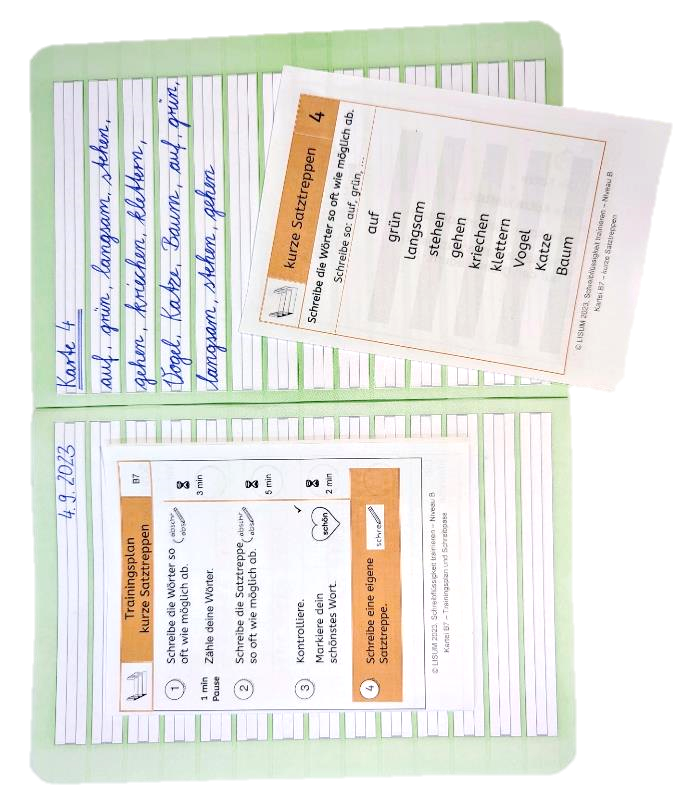 4.9.2023
Trainingsplan
kurze Satztreppen
B7
1 Schreibe die Wörter so
oft wie möglich ab.
3 min
1 min
Pause
Zähle deine Wörter.
2 Schreibe die Satztreppe
so oft wie möglich ab.
5 min
3 Kontrolliere.
Markiere dein
schönstes Wort.
schön
2 min
4 Schreibe eine eigene
Satztreppe.
© LISUM 2023, Schreibflüssigkeit trainieren – Niveau B
Kartei B7 – Trainingsplan und Schreibpass
Karte 4
auf, grün, langsam, stehen,
gehen, kriechen, klettern,
Vogel, Katze, Baum, auf, grün,
langsam, stehen, gehen
kurze Satztreppen
4
Schreibe die Wörter so oft wie möglich ab.
Schreibe so: auf, grün, ...
auf
grün
langsam
stehen
gehen
kriechen
klettern
Vogel
Katze
Baum
© LISUM 2023, Schreibflüssigkeit trainieren – Niveau B
Kartei B7 – kurze Satztreppen